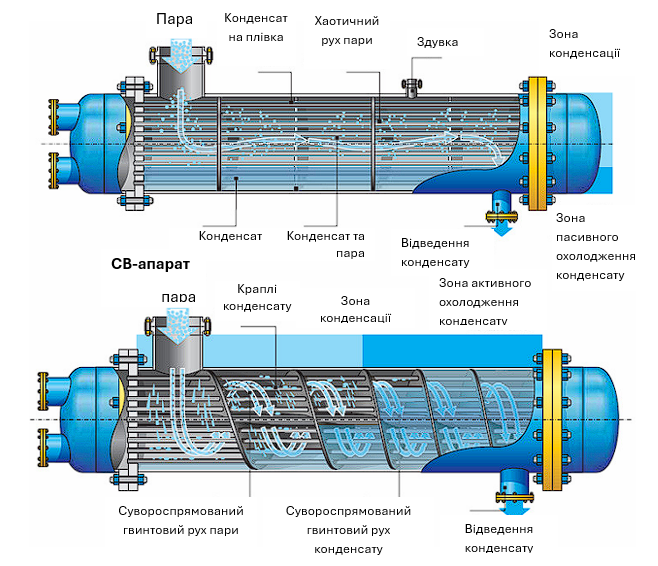 Пара
Конденсат
на плівка
Хаотичний
рух пари
Здувка
Зона
конденсації
Конденсат
Конденсат та
пара
Відведення
конденсату
Зона
пасивного
охолодження
конденсату
СВ-апарат
пара
Краплі
конденсату
Зона
конденсації
Зона активного
охолодження
конденсату
Сувороспрямований
гвинтовий рух пари
Сувороспрямований
гвинтовий рух
конденсату
Відведення
конденсату